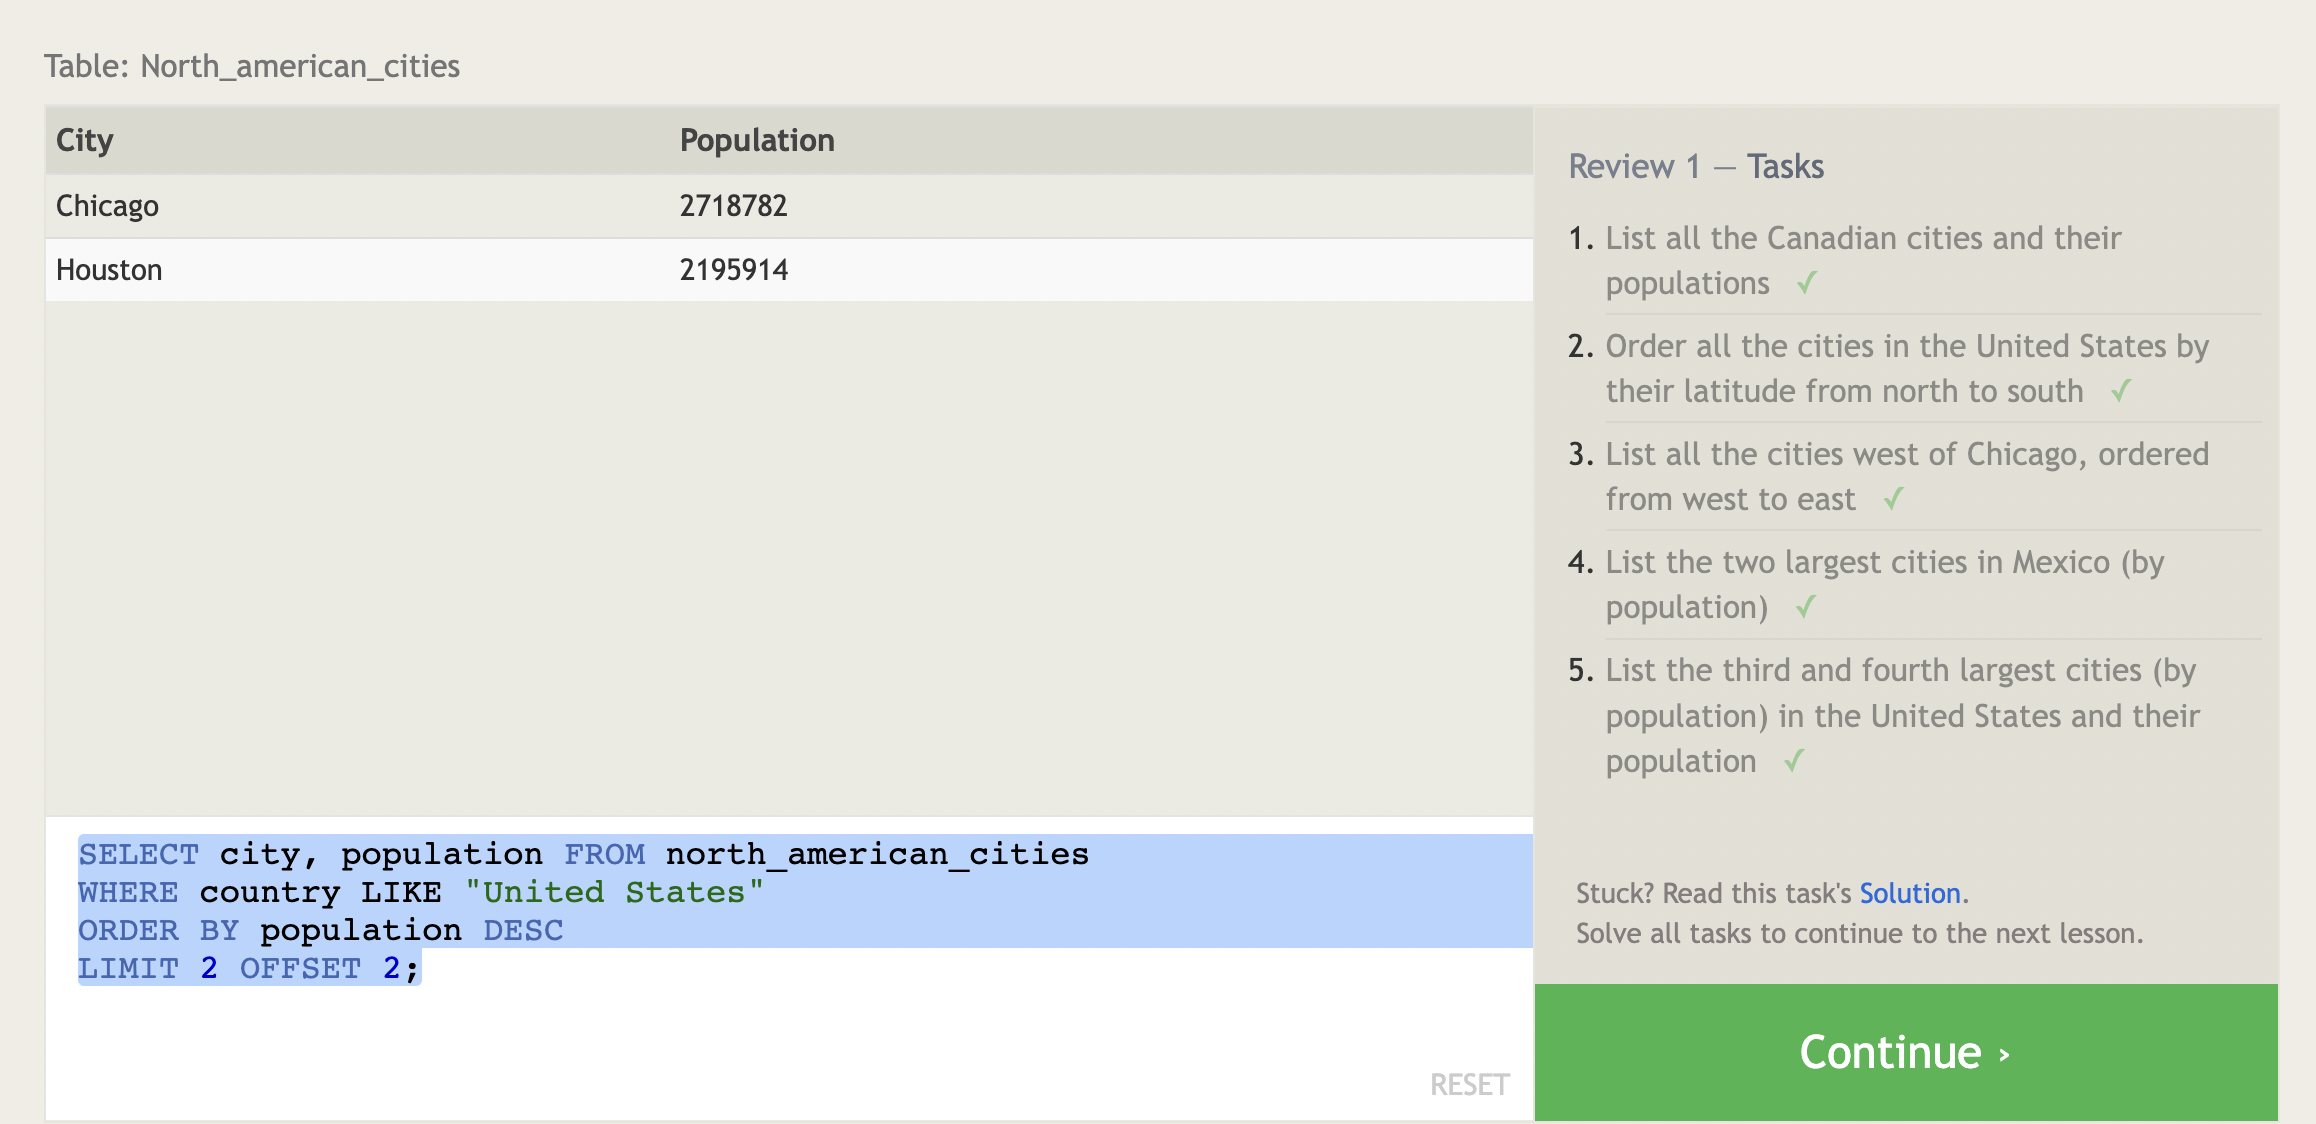 Table: North_american_cities
City Population
Chicago 2718782
Houston 2195914
SELECT city, population FROM north_american_cities
WHERE country LIKE "United States"
ORDER BY population DESC
LIMIT 2 OFFSET 2;
RESET
Review 1 — Tasks
1. List all the Canadian cities and their
populations ✓
2. Order all the cities in the United States by
their latitude from north to south ✓
3. List all the cities west of Chicago, ordered
from west to east ✓
4. List the two largest cities in Mexico (by
population) ✓
5. List the third and fourth largest cities (by
population) in the United States and their
population ✓
Stuck? Read this task's Solution.
Solve all tasks to continue to the next lesson.
Continue ›